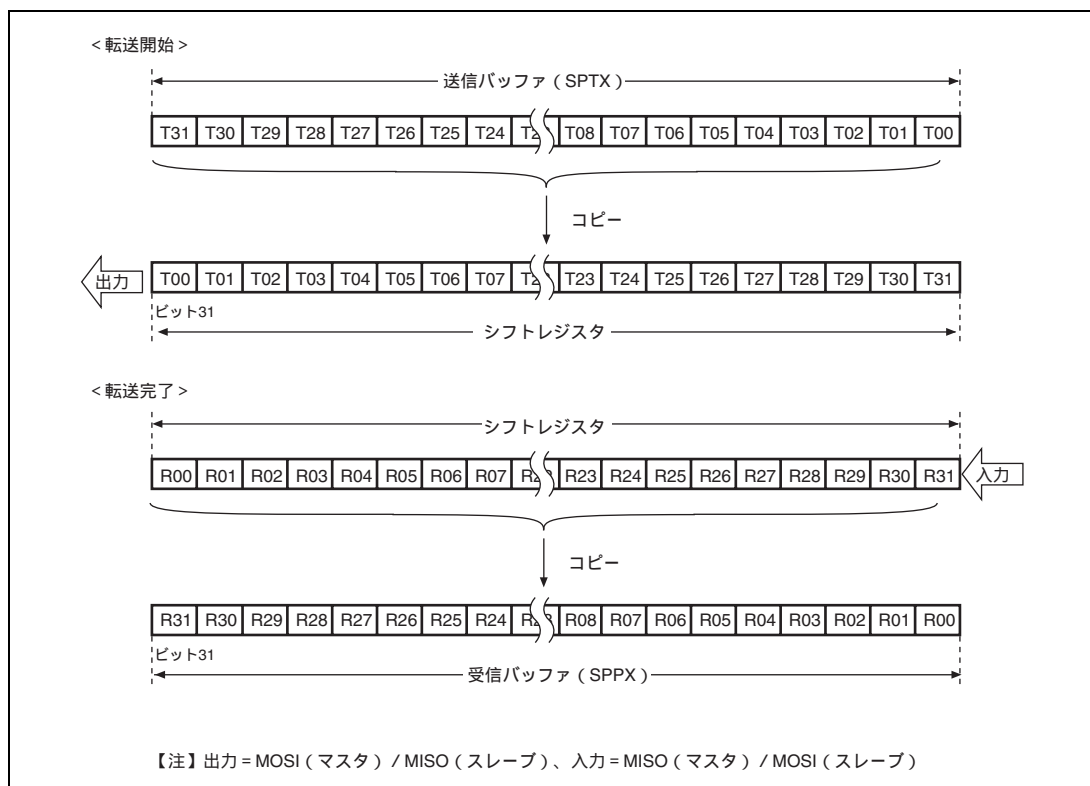 ＜転送開始＞
送信バッファ（SPTX）
T31 T30 T29 T28 T27 T26 T25 T24 T08 T07 T06 T05 T04 T03 T02 T01 T00
コピー
出力 T00 T01 T02 T03 T04 T05 T06 T07 T23 T24 T25 T26 T27 T28 T29 T30 T31
ビット31
シフトレジスタ
＜転送完了＞
シフトレジスタ
R00 R01 R02 R03 R04 R05 R06 R07 R23 R24 R25 R26 R27 R28 R29 R30 R31 入力
コピー
R31 R30 R29 R28 R27 R26 R25 R24 R08 R07 R06 R05 R04 R03 R02 R01 R00
ビット31
受信バッファ（SPPX）
【注】出力＝MOSI（マスタ）/MISO（スレーブ）、入力＝MISO（マスタ）/MOSI（スレーブ）